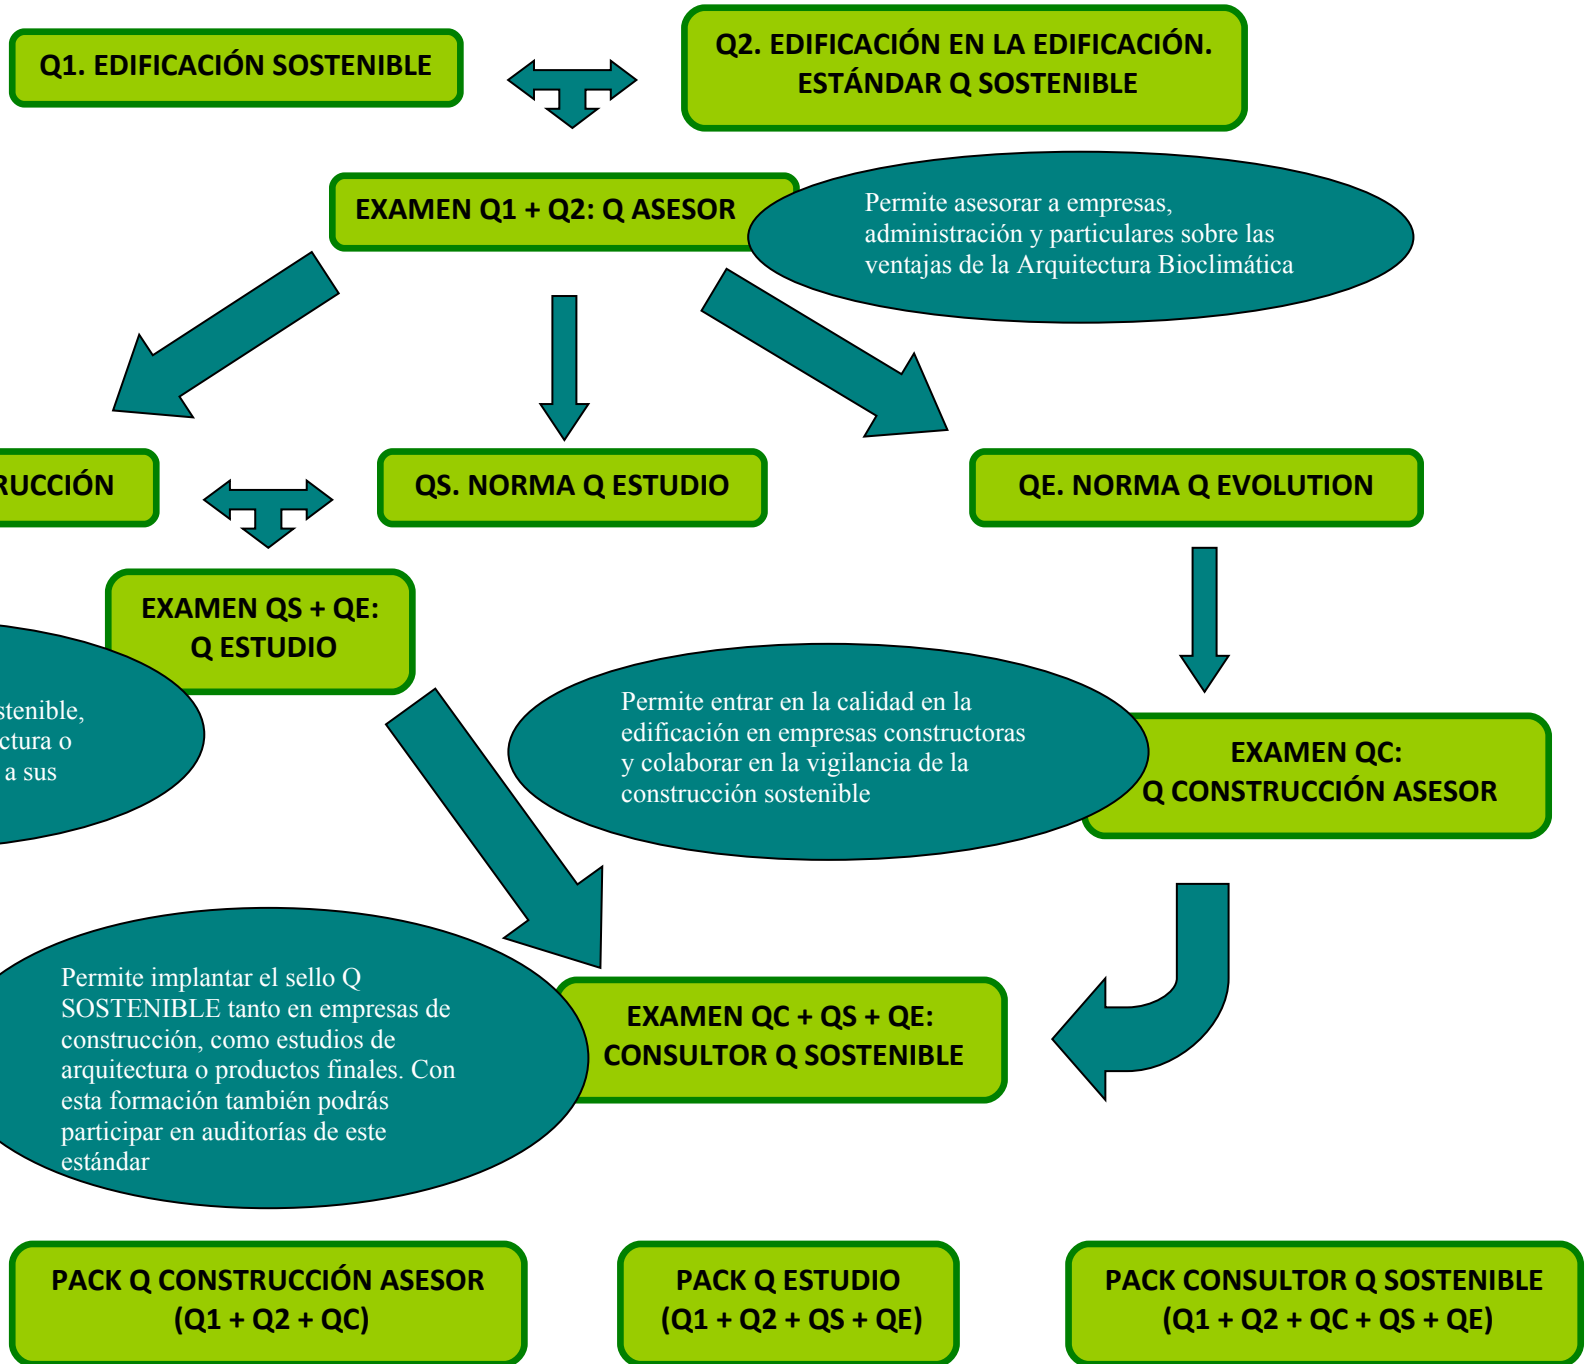 Q1. EDIFICACIÓN SOSTENIBLE
Q2. EDIFICACIÓN EN LA EDIFICACIÓN.
ESTÁNDAR Q SOSTENIBLE
EXAMEN Q1 + Q2: Q ASESOR
Permite asesorar a empresas,
administración y particulares sobre las
ventajas de la Arquitectura Bioclimática
RUCCIÓN
QS. NORMA Q ESTUDIO
QE. NORMA Q EVOLUTION
EXAMEN QS + QE:
Q ESTUDIO
stenible,
ctura o
a sus
Permite entrar en la calidad en la
edificación en empresas constructoras
y colaborar en la vigilancia de la
construcción sostenible
EXAMEN QC:
Q CONSTRUCCIÓN ASESOR
Permite implantar el sello Q
SOSTENIBLE tanto en empresas de
construcción, como estudios de
arquitectura o productos finales. Con
esta formación también podrás
participar en auditorías de este
estándar
EXAMEN QC + QS + QE:
CONSULTOR Q SOSTENIBLE
PACK Q CONSTRUCCIÓN ASESOR
(Q1 + Q2 + QC)
PACK Q ESTUDIO
(Q1 + Q2 + QS + QE)
PACK CONSULTOR Q SOSTENIBLE
(Q1 + Q2 + QC + QS + QE)